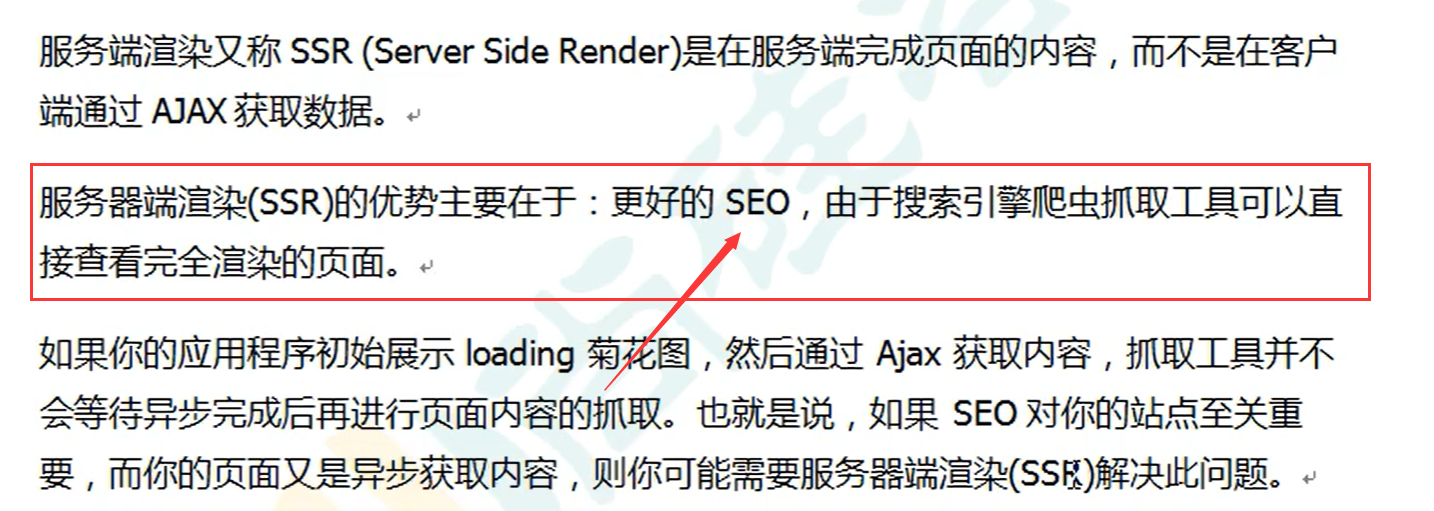 服务端渲染又称 SSR (Server Side Render)是在服务端完成页面的内容，而不是在客户
端通过 AJAX 获取数据。
服务器端渲染(SSR)的优势主要在于：更好的 SEO，由于搜索引擎爬虫抓取工具可以直
接查看完全渲染的页面。
如果你的应用程序初始展示 loading 菊花图，然后通过 Ajax 获取内容，抓取工具并不
会等待异步完成后再进行页面内容的抓取。也就是说，如果 SEO 对你的站点至关重
要，而你的页面又是异步获取内容，则你可能需要服务器端渲染(SSR)解决此问题。